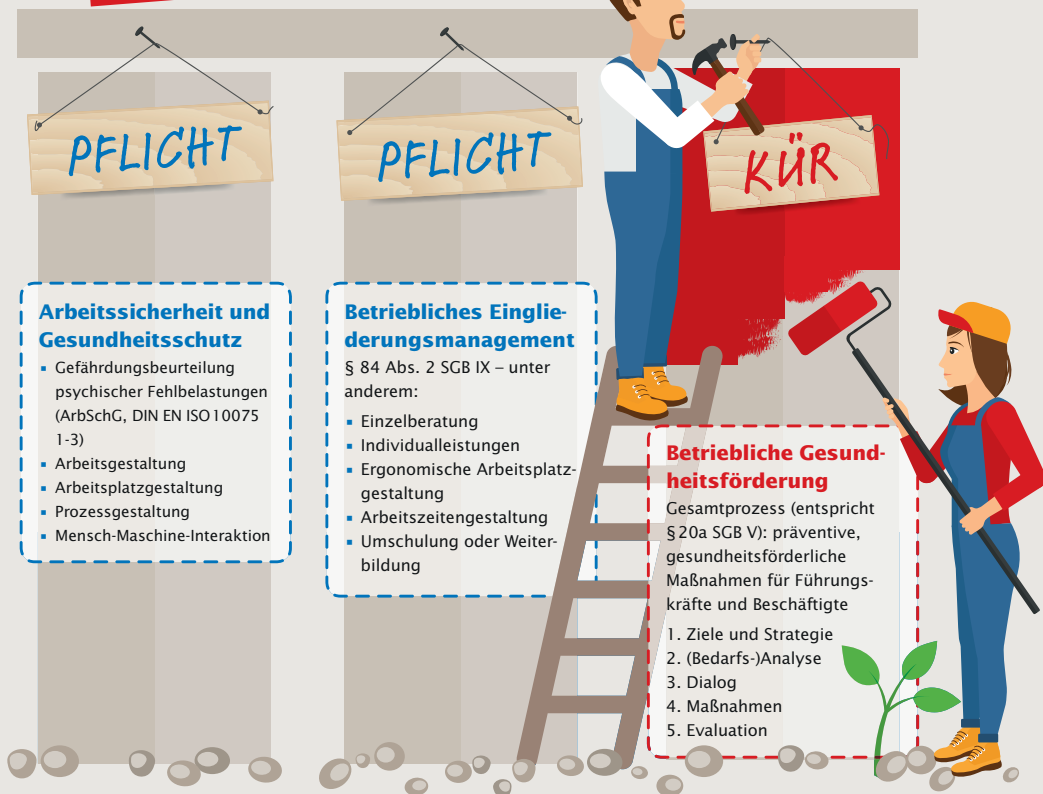 PFLICHT
PFLICHT
KÜR
Arbeitssicherheit und
Gesundheitsschutz
▪ Gefährdungsbeurteilung
psychischer Fehlbelastungen
(ArbSchG, DIN EN ISO 10075
1-3)
▪ Arbeitsgestaltung
▪ Arbeitsplatzgestaltung
▪ Prozessgestaltung
▪ Mensch-Maschine-Interaktion
Betriebliches Einglie-
derungsmanagement
§ 84 Abs. 2 SGB IX – unter
anderem:
▪ Einzelberatung
▪ Individualleistungen
▪ Ergonomische Arbeitsplatz-
gestaltung
▪ Arbeitszeitengestaltung
▪ Umschulung oder Weiter-
bildung
Betriebliche Gesund-
heitsförderung
Gesamtprozess (entspricht
§ 20a SGB V): präventive,
gesundheitsförderliche
Maßnahmen für Führungs-
kräfte und Beschäftigte
1. Ziele und Strategie
2. (Bedarfs-)Analyse
3. Dialog
4. Maßnahmen
5. Evaluation